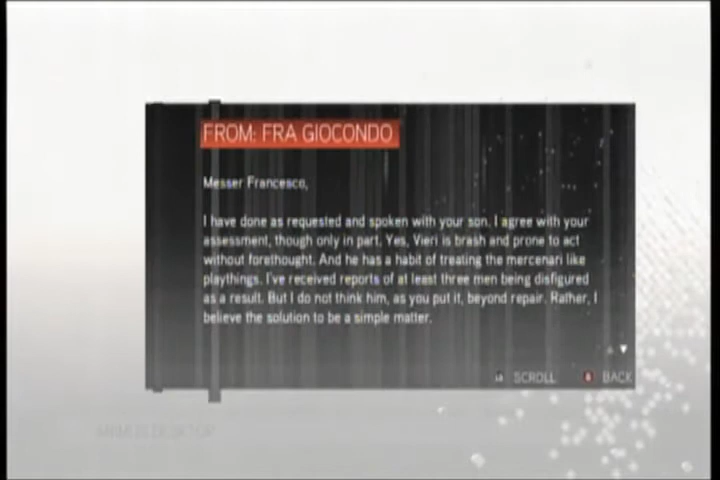 FROM: FRA GIOCONDO
Messer Francesco,
I have done as requested and spoken with your son. I agree with your
assessment, though only in part. Yes, Vieri is brash and prone to act
without forethought. And he has a habit of treating the mercenari like
playthings. I've received reports of at least three men being disfigured
as a result. But I do not think him, as you put it, beyond repair. Rather, I
believe the solution to be a simple matter.
SCROLL BACK